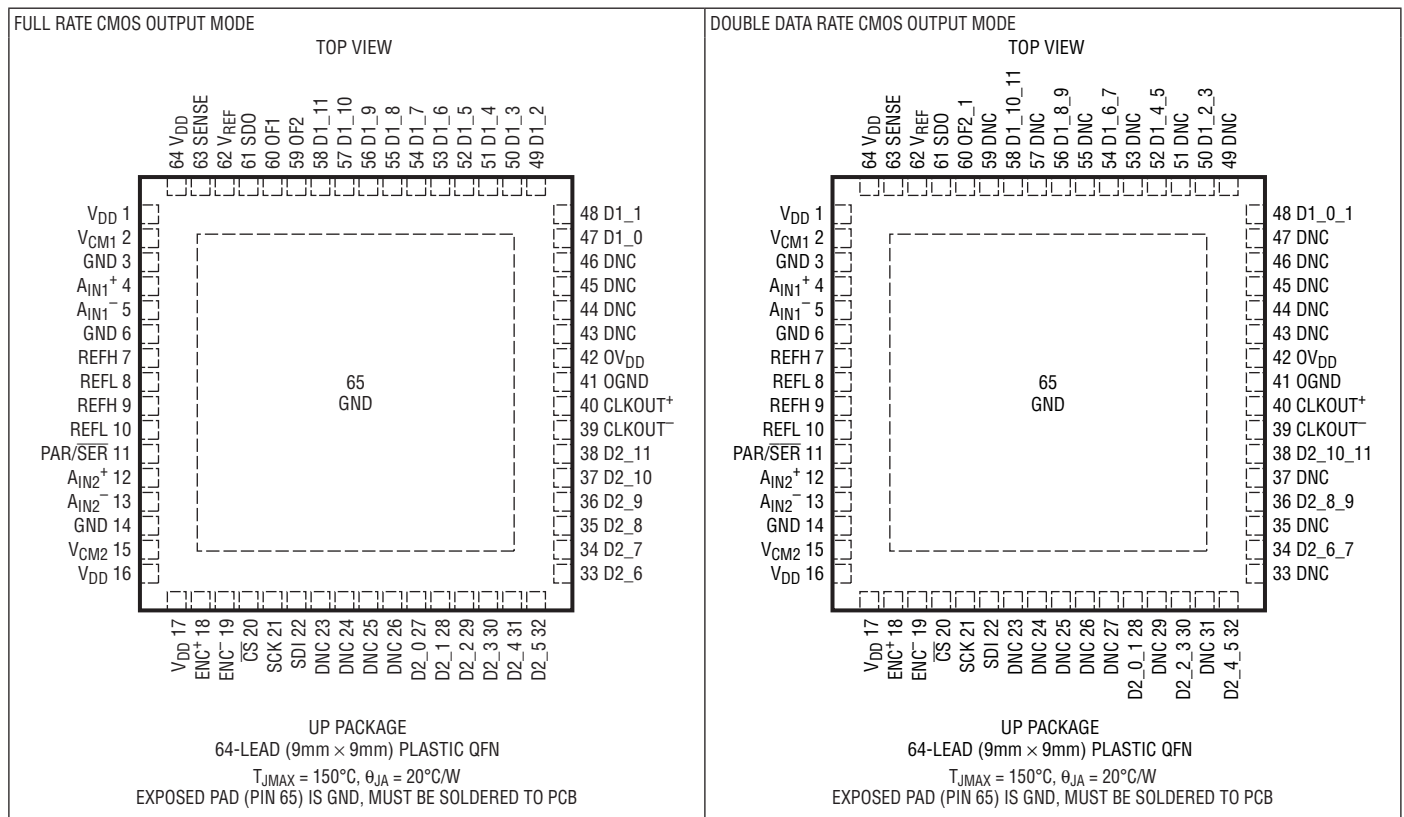 FULL RATE CMOS OUTPUT MODE
TOP VIEW
64 VDD
63 SENSE
62 VREF
61 SDO
60 OF1
59 OF2
58 D1_11
57 D1_10
56 D1_9
55 D1_8
54 D1_7
53 D1_6
52 D1_5
51 D1_4
50 D1_3
49 D1_2
VDD 1
VCM1 2
GND 3
AIN1+ 4
AIN1– 5
GND 6
REFH 7
REFL 8
REFH 9
REFL 10
PAR/SER 11
AIN2+ 12
AIN2– 13
GND 14
VCM2 15
VDD 16
65
GND
48 D1_1
47 D1_0
46 DNC
45 DNC
44 DNC
43 DNC
42 OVDD
41 OGND
40 CLKOUT+
39 CLKOUT–
38 D2_11
37 D2_10
36 D2_9
35 D2_8
34 D2_7
33 D2_6
VDD 17
ENC+ 18
ENC– 19
CS 20
SCK 21
SDI 22
DNC 23
DNC 24
DNC 25
DNC 26
D2_0 27
D2_1 28
D2_2 29
D2_3 30
D2_4 31
D2_5 32
UP PACKAGE
64-LEAD (9mm × 9mm) PLASTIC QFN
TJMAX = 150°C, θJA = 20°C/W
EXPOSED PAD (PIN 65) IS GND, MUST BE SOLDERED TO PCB
DOUBLE DATA RATE CMOS OUTPUT MODE
TOP VIEW
64 VDD
63 SENSE
62 VREF
61 SDO
60 OF2_1
59 DNC
58 D1_10_11
57 DNC
56 D1_8_9
55 DNC
54 D1_6_7
53 DNC
52 D1_4_5
51 DNC
50 D1_2_3
49 DNC
VDD 1
VCM1 2
GND 3
AIN1+ 4
AIN1– 5
GND 6
REFH 7
REFL 8
REFH 9
REFL 10
PAR/SER 11
AIN2+ 12
AIN2– 13
GND 14
VCM2 15
VDD 16
65
GND
48 D1_0_1
47 DNC
46 DNC
45 DNC
44 DNC
43 DNC
42 OVDD
41 OGND
40 CLKOUT+
39 CLKOUT–
38 D2_10_11
37 DNC
36 D2_8_9
35 DNC
34 D2_6_7
33 DNC
VDD 17
ENC+ 18
ENC– 19
CS 20
SCK 21
SDI 22
DNC 23
DNC 24
DNC 25
DNC 26
DNC 27
D2_0_1 28
DNC 29
D2_2_3 30
DNC 31
D2_4_5 32
UP PACKAGE
64-LEAD (9mm × 9mm) PLASTIC QFN
TJMAX = 150°C, θJA = 20°C/W
EXPOSED PAD (PIN 65) IS GND, MUST BE SOLDERED TO PCB